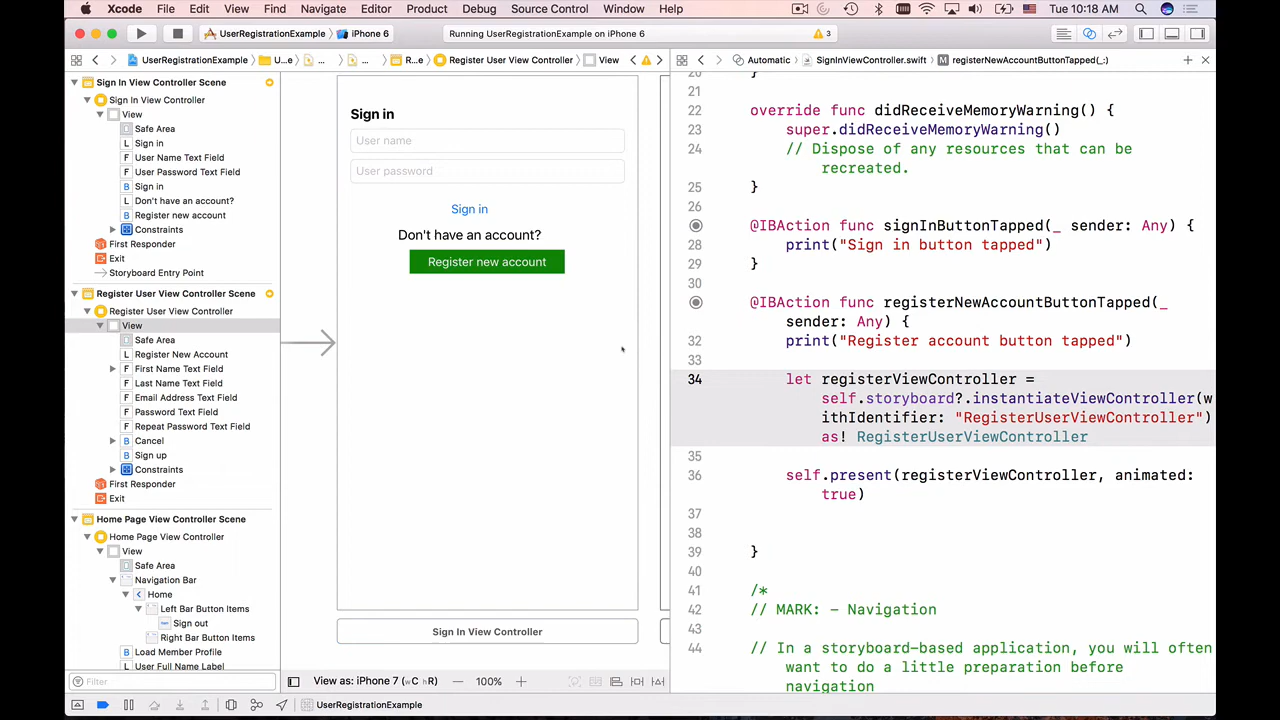 Xcode File Edit View Find Navigate Editor Product Debug Source Control Window Help Tue 10:18 AM
UserRegistrationExample iPhone 6 Running UserRegistrationExample on iPhone 6 3
UserRegistrationExample U...e ... ... R...e Register User View Controller View
Automatic SignInViewController.swift registerNewAccountButtonTapped(_:)
Sign In View Controller Scene
Sign In View Controller
View
Safe Area
L Sign in
F User Name Text Field
F User Password Text Field
B Sign in
L Don't have an account?
B Register new account
Constraints
First Responder
Exit
Storyboard Entry Point
Register User View Controller Scene
Register User View Controller
View
Safe Area
L Register New Account
F First Name Text Field
F Last Name Text Field
F Email Address Text Field
F Password Text Field
F Repeat Password Text Field
B Cancel
B Sign up
Constraints
First Responder
Exit
Home Page View Controller Scene
Home Page View Controller
View
Safe Area
Navigation Bar
Home
Left Bar Button Items
Sign out
Right Bar Button Items
B Load Member Profile
L User Full Name Label
Filter
Sign in
User name
User password
Sign in
Don't have an account?
Register new account
Sign In View Controller
View as: iPhone 7 (wC hR) 100%
20 }
21
22 override func didReceiveMemoryWarning() {
23 super.didReceiveMemoryWarning()
24 // Dispose of any resources that can be
recreated.
25 }
26
@IBAction func signInButtonTapped(_ sender: Any) {
28 print("Sign in button tapped")
29 }
30
@IBAction func registerNewAccountButtonTapped(_
sender: Any) {
32 print("Register account button tapped")
33
34 let registerViewController =
self.storyboard?.instantiateViewController(w
ithIdentifier: "RegisterUserViewController")
as! RegisterUserViewController
35
36 self.present(registerViewController, animated:
true)
37
38
39 }
40
41 /*
42 // MARK: - Navigation
43
44 // In a storyboard-based application, you will often
want to do a little preparation before
navigation
UserRegistrationExample